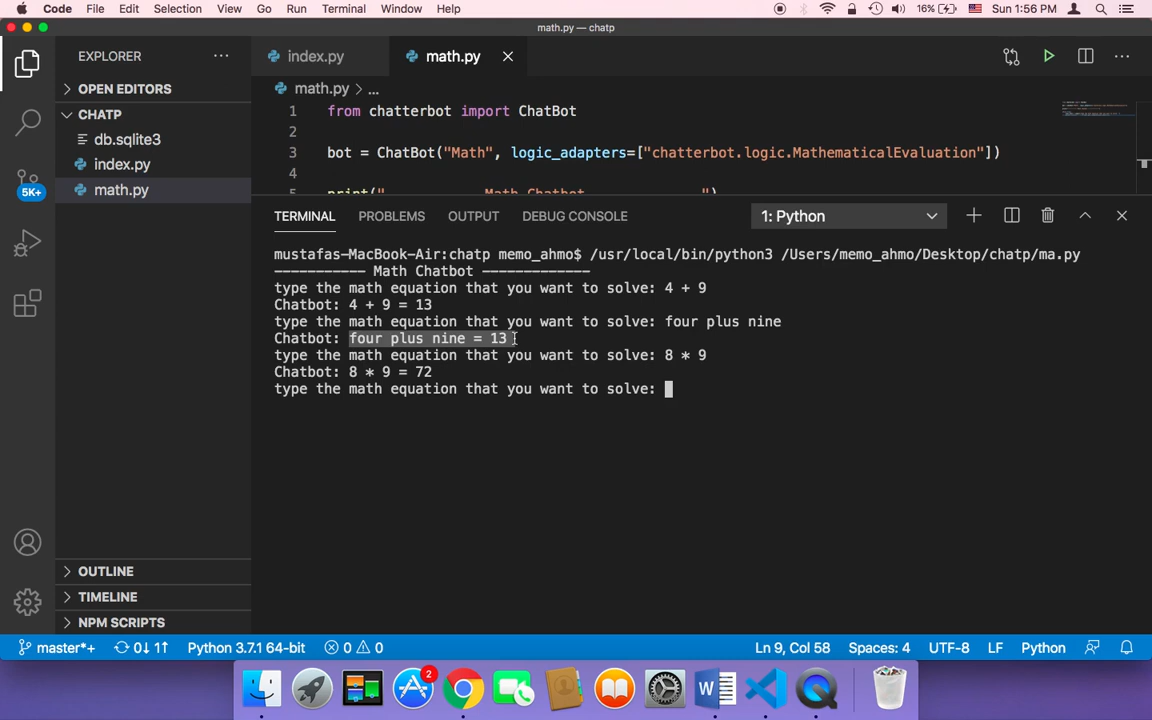 Code File Edit Selection View Go Run Terminal Window Help 16% Sun 1:56 PM
math.py — chatp
EXPLORER
index.py math.py
OPEN EDITORS
math.py > ...
CHATP
db.sqlite3
index.py
math.py
5K+
1 from chatterbot import ChatBot
2
3 bot = ChatBot("Math", logic_adapters=["chatterbot.logic.MathematicalEvaluation"])
4
TERMINAL PROBLEMS OUTPUT DEBUG CONSOLE 1: Python
mustafas-MacBook-Air:chatp memo_ahmo$ /usr/local/bin/python3 /Users/memo_ahmo/Desktop/chatp/ma.py
----------- Math Chatbot -------------
type the math equation that you want to solve: 4 + 9
Chatbot: 4 + 9 = 13
type the math equation that you want to solve: four plus nine
Chatbot: four plus nine = 13
type the math equation that you want to solve: 8 * 9
Chatbot: 8 * 9 = 72
type the math equation that you want to solve:
OUTLINE
TIMELINE
NPM SCRIPTS
master*+ 0↓ 1↑ Python 3.7.1 64-bit 0 0 Ln 9, Col 58 Spaces: 4 UTF-8 LF Python
2
W